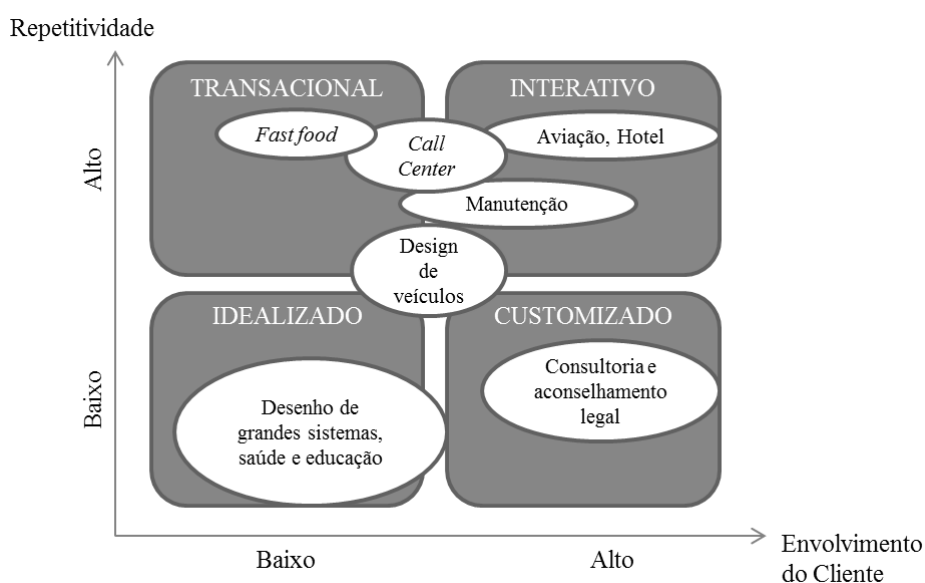 Repetitividade
TRANSACIONAL
INTERATIVO
Fast food
Call
Center
Aviação, Hotel
Alto
Manutenção
Design
de
veículos
IDEALIZADO
CUSTOMIZADO
Baixo
Desenho de
grandes sistemas,
saúde e educação
Consultoria e
aconselhamento
legal
Baixo
Alto
Envolvimento
do Cliente